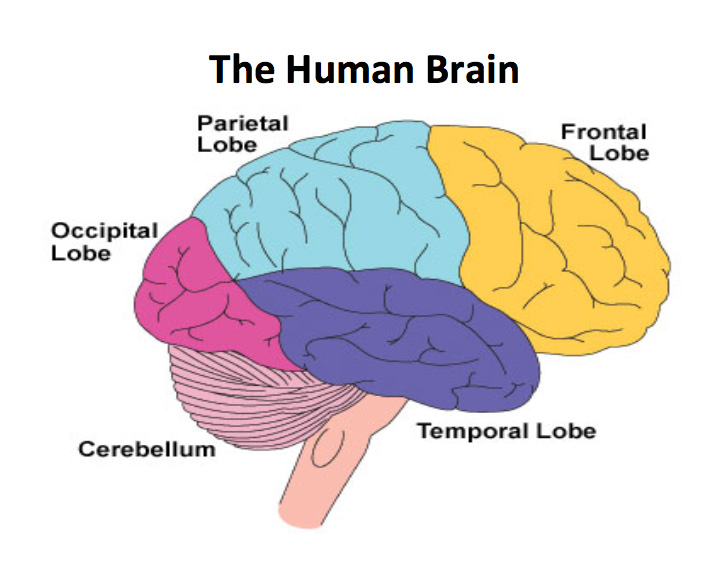 The Human Brain
Parietal
Lobe
Frontal
Lobe
Occipital
Lobe
Temporal Lobe
Cerebellum